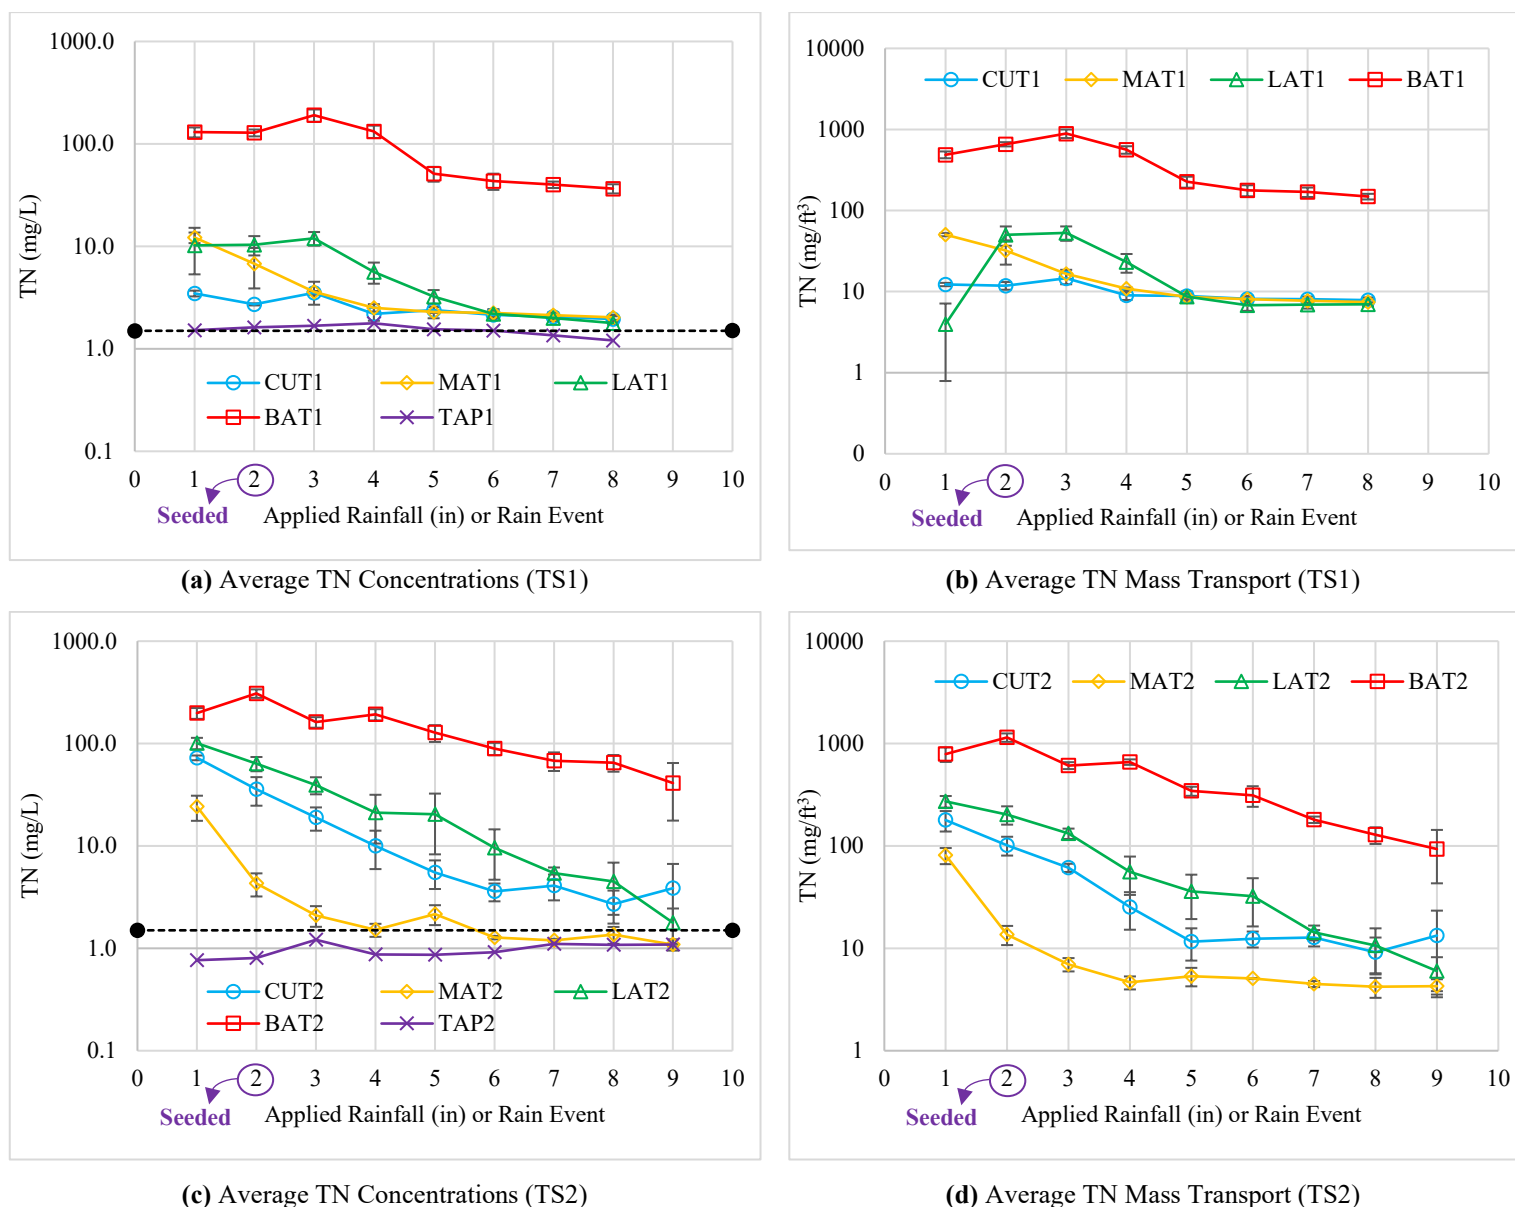 1000.0
100.0
10.0
1.0
0.1
TN (mg/L)
CUT1 MAT1 LAT1
BAT1 TAP1
0 1 2 3 4 5 6 7 8 9 10
Seeded Applied Rainfall (in) or Rain Event
(a) Average TN Concentrations (TS1)
10000
1000
100
10
1
0
TN (mg/ft³)
CUT1 MAT1 LAT1 BAT1
0 1 2 3 4 5 6 7 8 9 10
Seeded Applied Rainfall (in) or Rain Event
(b) Average TN Mass Transport (TS1)
1000.0
100.0
10.0
1.0
0.1
TN (mg/L)
CUT2 MAT2 LAT2
BAT2 TAP2
0 1 2 3 4 5 6 7 8 9 10
Seeded Applied Rainfall (in) or Rain Event
(c) Average TN Concentrations (TS2)
10000
1000
100
10
1
TN (mg/ft³)
CUT2 MAT2 LAT2 BAT2
0 1 2 3 4 5 6 7 8 9 10
Seeded Applied Rainfall (in) or Rain Event
(d) Average TN Mass Transport (TS2)